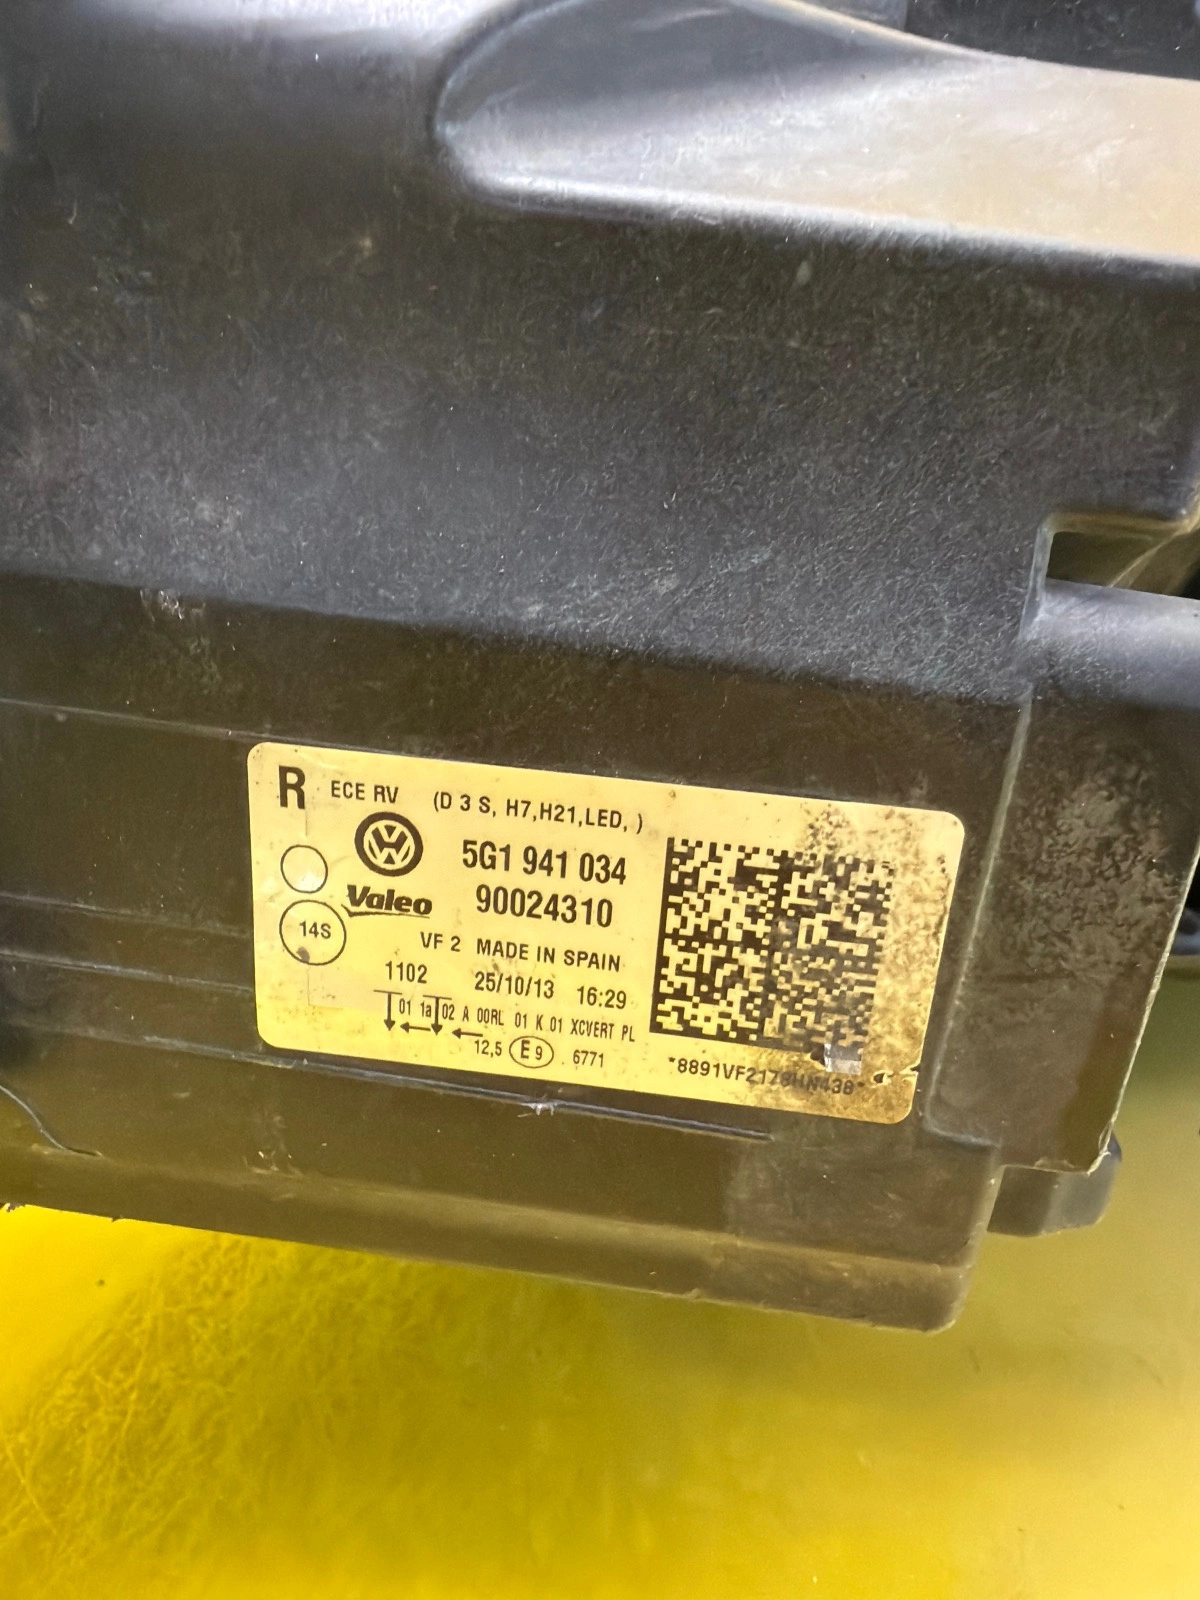 R ECE RV (D 3 S, H7,H21,LED, )
5G1 941 034
Valeo 90024310
14S
VF 2 MADE IN SPAIN
1102 25/10/13 16:29
01 1a 02 A 00RL 01 K 01 XCVERT PL
12,5 E9 6771
*8891VF2178HN438*